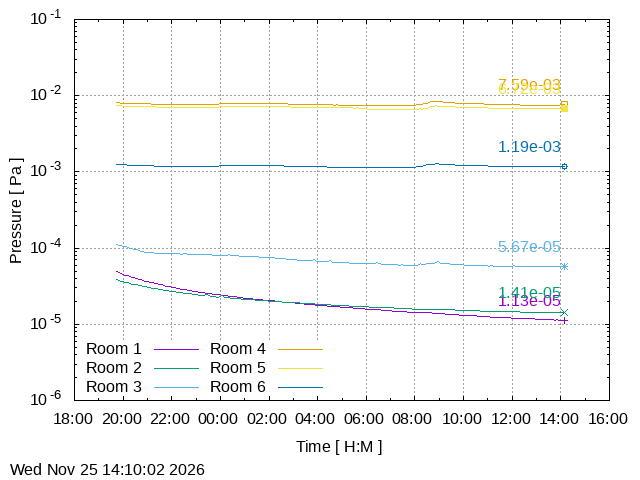 10^-1
10^-2
10^-3
10^-4
10^-5
10^-6
Pressure [ Pa ]
7.59e-03
1.19e-03
5.67e-05
1.41e-05
1.13e-05
Room 1 Room 4
Room 2 Room 5
Room 3 Room 6
18:00 20:00 22:00 00:00 02:00 04:00 06:00 08:00 10:00 12:00 14:00 16:00
Time [ H:M ]
Wed Nov 25 14:10:02 2026